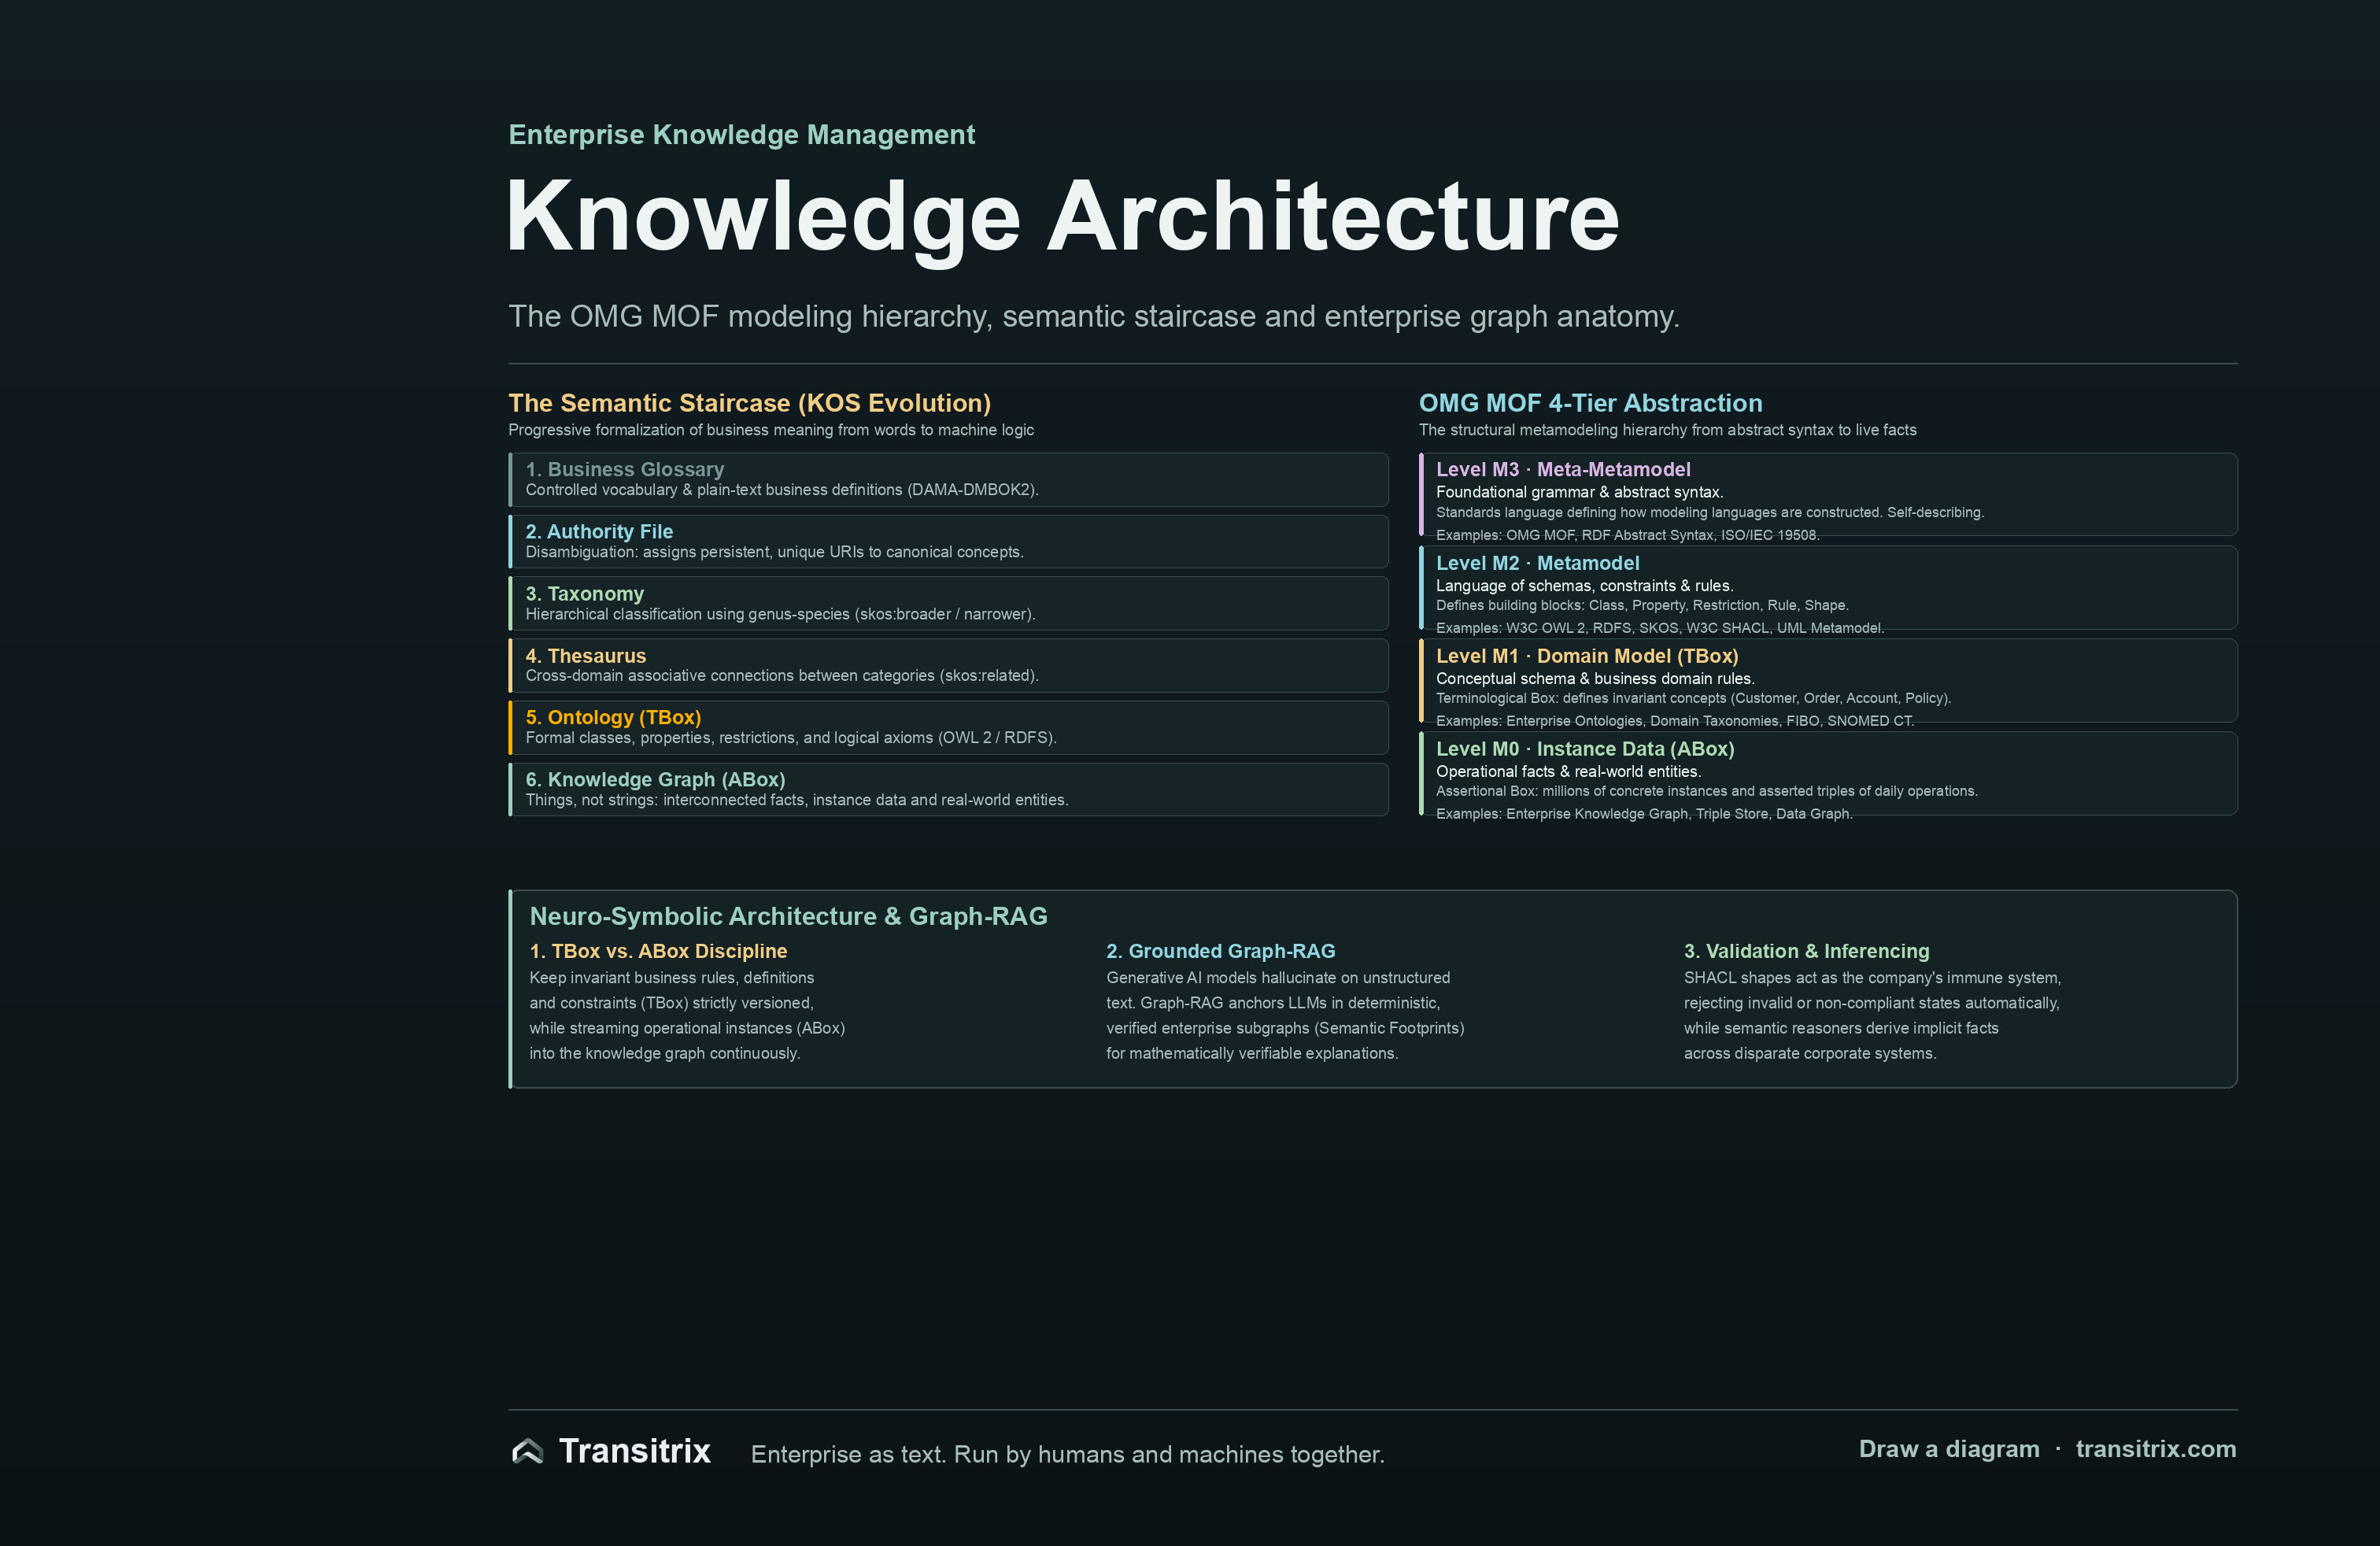 Enterprise Knowledge Management
Knowledge Architecture
The OMG MOF modeling hierarchy, semantic staircase and enterprise graph anatomy.
The Semantic Staircase (KOS Evolution)
Progressive formalization of business meaning from words to machine logic
1. Business Glossary
Controlled vocabulary & plain-text business definitions (DAMA-DMBOK2).
2. Authority File
Disambiguation: assigns persistent, unique URIs to canonical concepts.
3. Taxonomy
Hierarchical classification using genus-species (skos:broader / narrower).
4. Thesaurus
Cross-domain associative connections between categories (skos:related).
5. Ontology (TBox)
Formal classes, properties, restrictions, and logical axioms (OWL 2 / RDFS).
6. Knowledge Graph (ABox)
Things, not strings: interconnected facts, instance data and real-world entities.
OMG MOF 4-Tier Abstraction
The structural metamodeling hierarchy from abstract syntax to live facts
Level M3 · Meta-Metamodel
Foundational grammar & abstract syntax.
Standards language defining how modeling languages are constructed. Self-describing.
Examples: OMG MOF, RDF Abstract Syntax, ISO/IEC 19508.
Level M2 · Metamodel
Language of schemas, constraints & rules.
Defines building blocks: Class, Property, Restriction, Rule, Shape.
Examples: W3C OWL 2, RDFS, SKOS, W3C SHACL, UML Metamodel.
Level M1 · Domain Model (TBox)
Conceptual schema & business domain rules.
Terminological Box: defines invariant concepts (Customer, Order, Account, Policy).
Examples: Enterprise Ontologies, Domain Taxonomies, FIBO, SNOMED CT.
Level M0 · Instance Data (ABox)
Operational facts & real-world entities.
Assertional Box: millions of concrete instances and asserted triples of daily operations.
Examples: Enterprise Knowledge Graph, Triple Store, Data Graph.
Neuro-Symbolic Architecture & Graph-RAG
1. TBox vs. ABox Discipline
Keep invariant business rules, definitions
and constraints (TBox) strictly versioned,
while streaming operational instances (ABox)
into the knowledge graph continuously.
2. Grounded Graph-RAG
Generative AI models hallucinate on unstructured
text. Graph-RAG anchors LLMs in deterministic,
verified enterprise subgraphs (Semantic Footprints)
for mathematically verifiable explanations.
3. Validation & Inferencing
SHACL shapes act as the company's immune system,
rejecting invalid or non-compliant states automatically,
while semantic reasoners derive implicit facts
across disparate corporate systems.
Transitrix
Enterprise as text. Run by humans and machines together.
Draw a diagram · transitrix.com